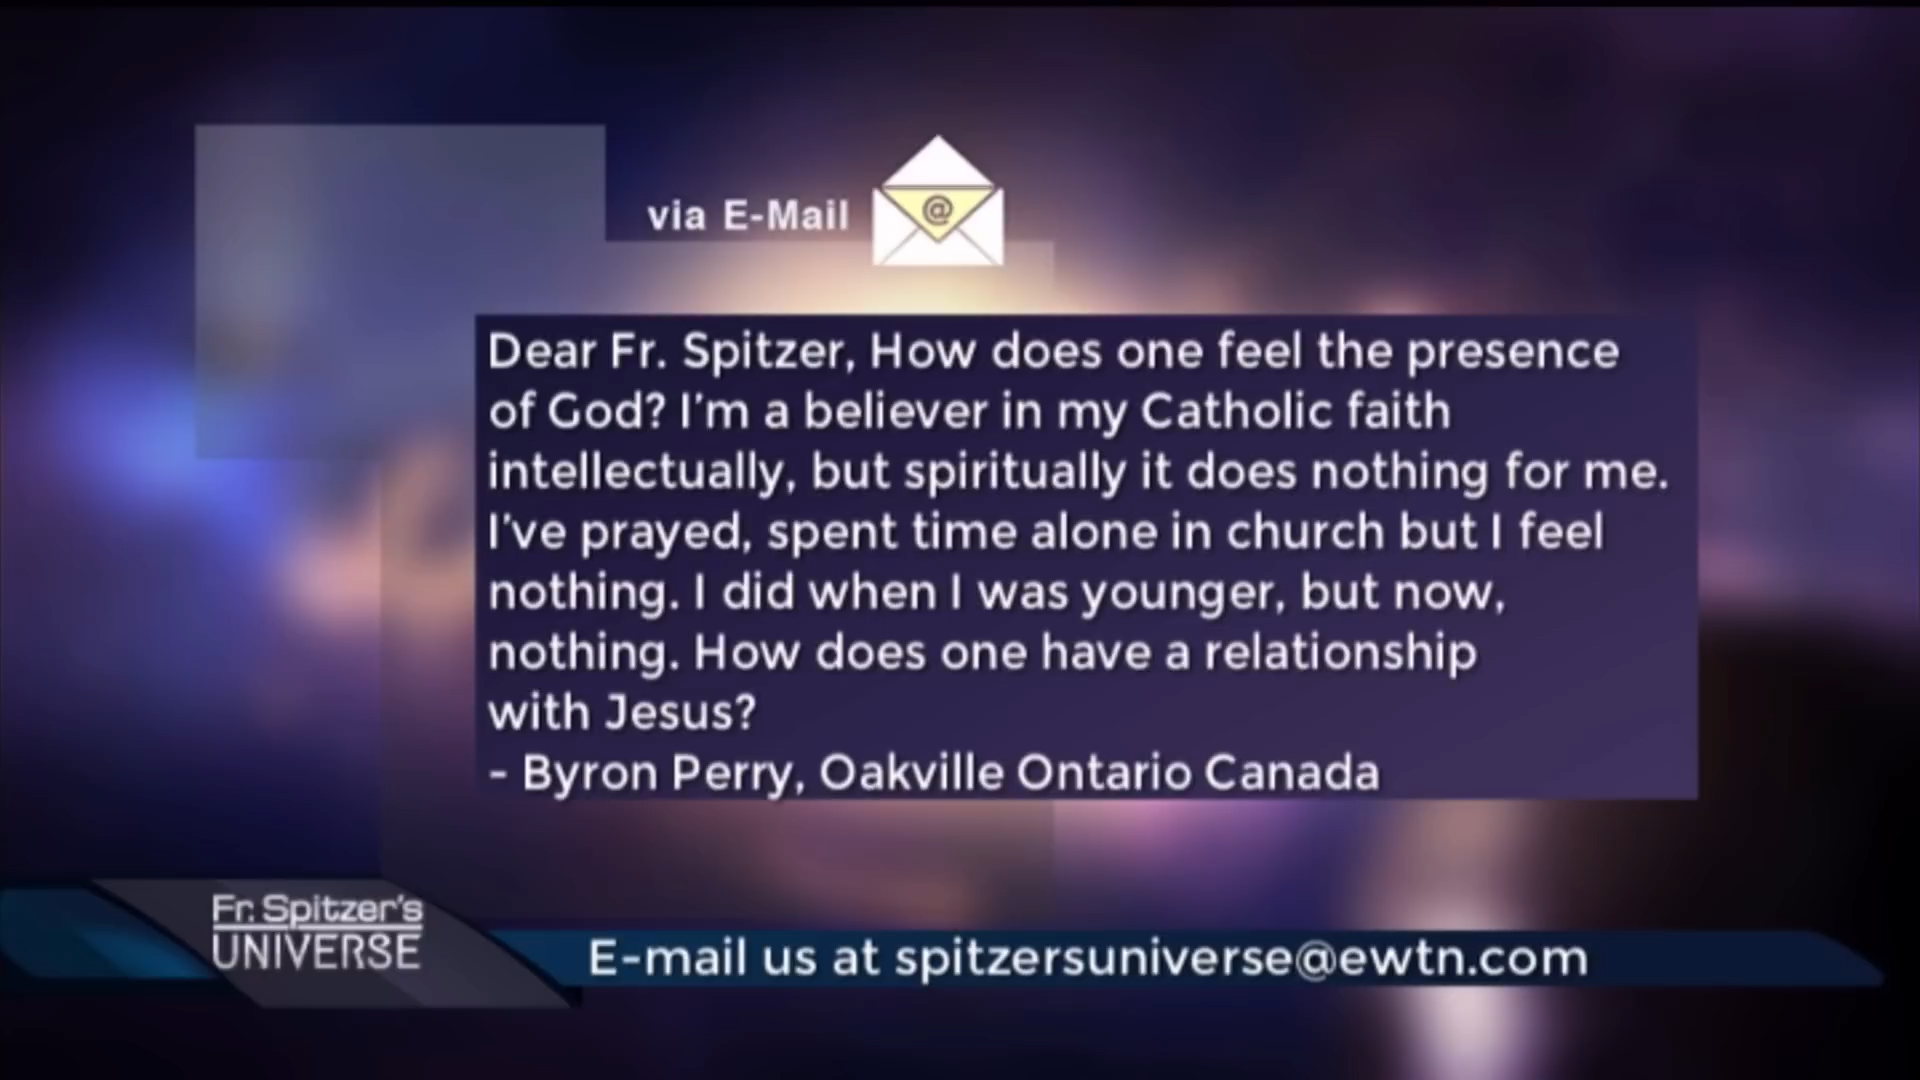 via E-Mail
@
Dear Fr. Spitzer, How does one feel the presence
of God? I'm a believer in my Catholic faith
intellectually, but spiritually it does nothing for me.
I've prayed, spent time alone in church but I feel
nothing. I did when I was younger, but now,
nothing. How does one have a relationship
with Jesus?
- Byron Perry, Oakville Ontario Canada
Fr. Spitzer's
UNIVERSE
E-mail us at spitzersuniverse@ewtn.com